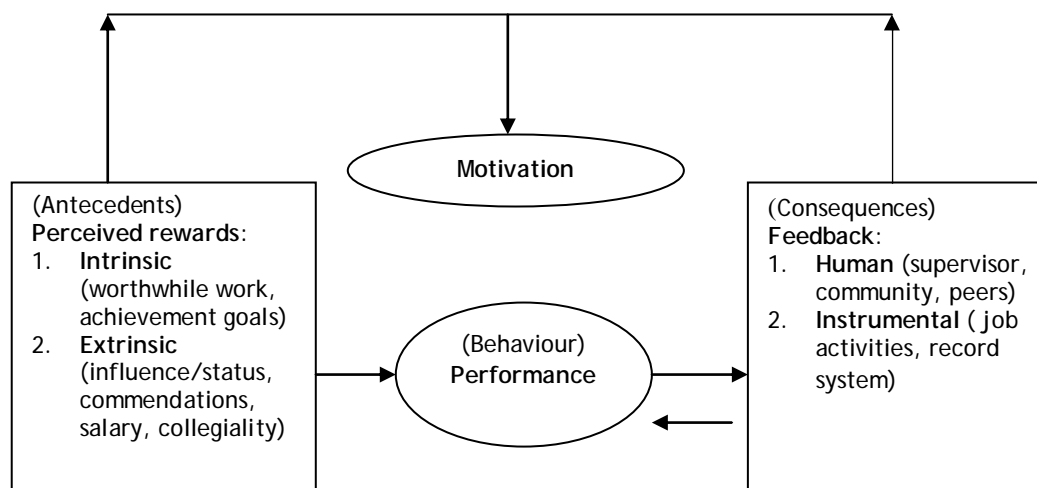 Motivation
(Antecedents)
Perceived rewards:
1. Intrinsic
(worthwhile work,
achievement goals)
2. Extrinsic
(influence/status,
commendations,
salary, collegiality)
(Behaviour)
Performance
(Consequences)
Feedback:
1. Human (supervisor,
community, peers)
2. Instrumental ( job
activities, record
system)